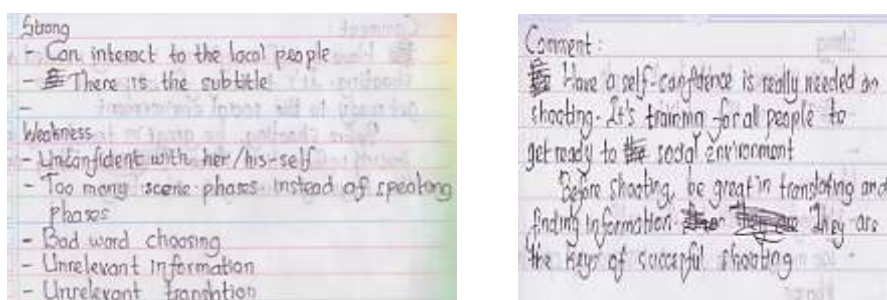 Strong
- Can interact to the local people
- There is the subtitle
-
Weakness
- Unconfident with her/his-self
- Too many scene phases instead of speaking
phases
- Bad word choosing
- Unrelevant information
- Unrelevant translation
Comment :
Have a self-confidence is really needed on
shooting. It's training for all people to
get ready to the social environment
Before shooting, be great in translating and
finding information. They are
the keys of succesful shooting